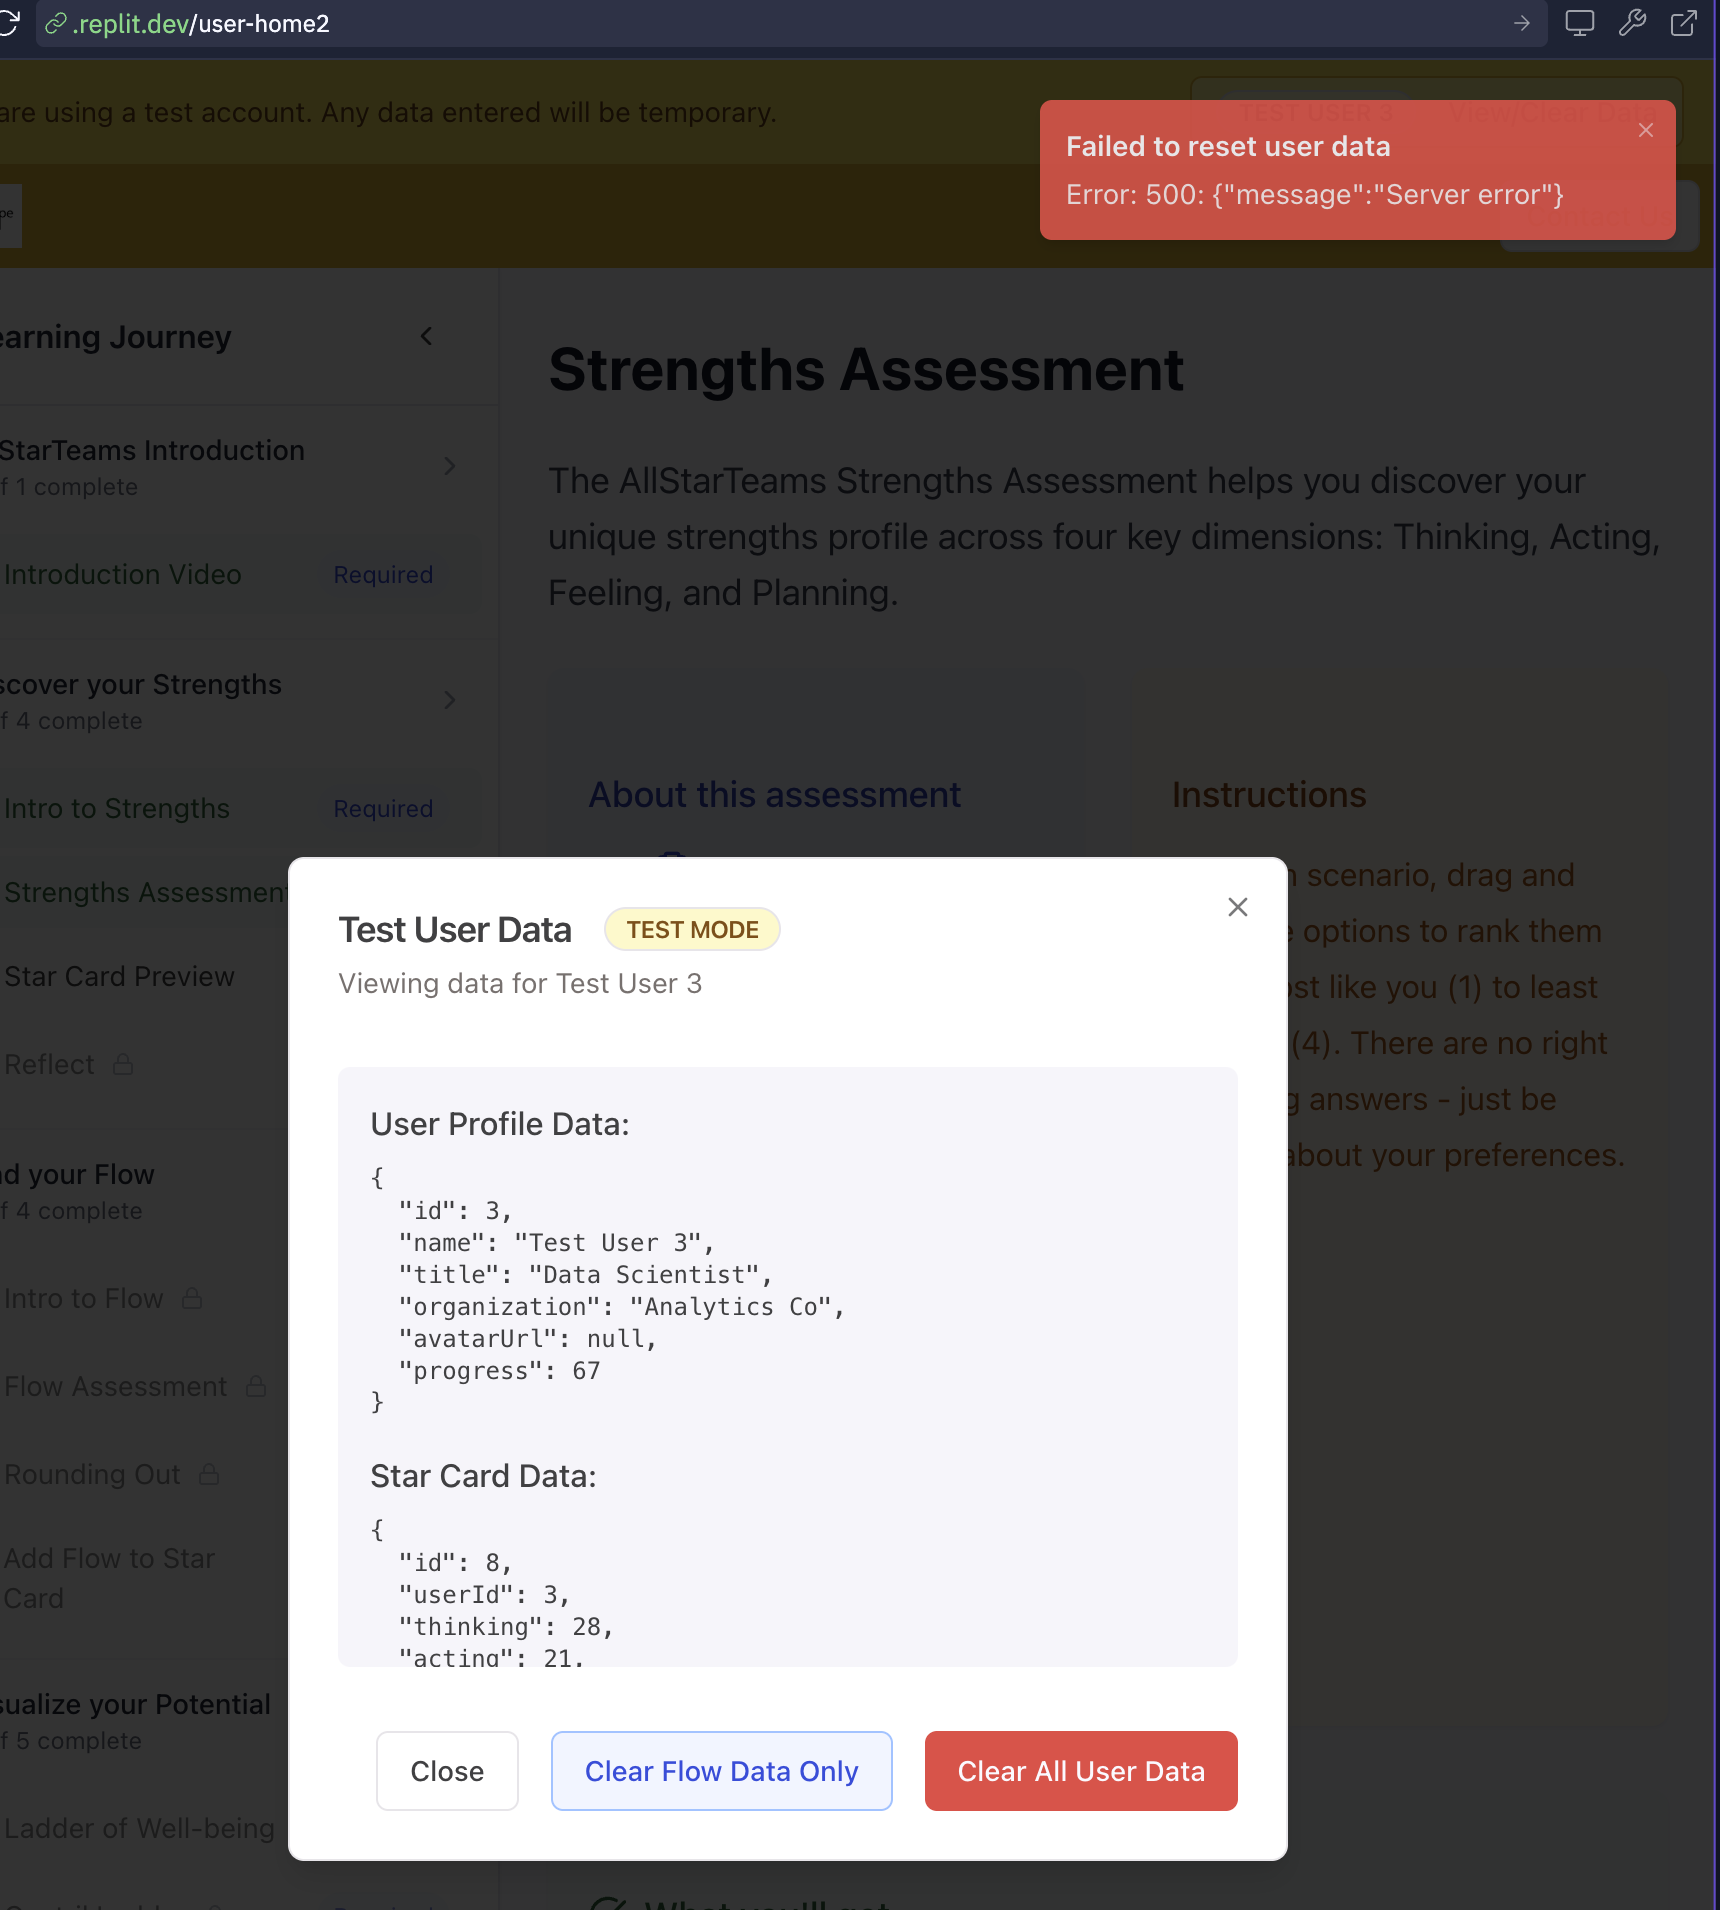 .replit.dev/user-home2
are using a test account. Any data entered will be temporary.
TEST USER 3
View/Clear Data
Failed to reset user data
Error: 500: {"message":"Server error"}
pe
earning Journey
StarTeams Introduction
f 1 complete
Introduction Video
Required
scover your Strengths
f 4 complete
Intro to Strengths
Required
Strengths Assessment
Star Card Preview
Reflect
d your Flow
f 4 complete
Intro to Flow
Flow Assessment
Rounding Out
Add Flow to Star
Card
sualize your Potential
f 5 complete
Ladder of Well-being
Strengths Assessment
The AllStarTeams Strengths Assessment helps you discover your
unique strengths profile across four key dimensions: Thinking, Acting,
Feeling, and Planning.
About this assessment
Instructions
scenario, drag and
options to rank them
ost like you (1) to least
(4). There are no right
g answers - just be
about your preferences.
What you'll get
Test User Data
TEST MODE
Viewing data for Test User 3
User Profile Data:
{
"id": 3,
"name": "Test User 3",
"title": "Data Scientist",
"organization": "Analytics Co",
"avatarUrl": null,
"progress": 67
}
Star Card Data:
{
"id": 8,
"userId": 3,
"thinking": 28,
"acting": 21,
Close
Clear Flow Data Only
Clear All User Data